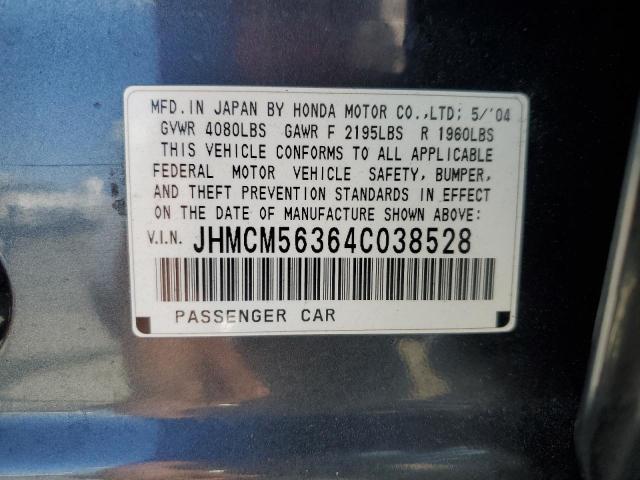 MFD.IN JAPAN BY HONDA MOTOR CO.,LTD; 5/'04
GVWR 4080LBS GAWR F 2195LBS R 1960LBS
THIS VEHICLE CONFORMS TO ALL APPLICABLE
FEDERAL MOTOR VEHICLE SAFETY, BUMPER,
AND THEFT PREVENTION STANDARDS IN EFFECT
ON THE DATE OF MANUFACTURE SHOWN ABOVE:
V.I.N. JHMCM56364C038528
PASSENGER CAR